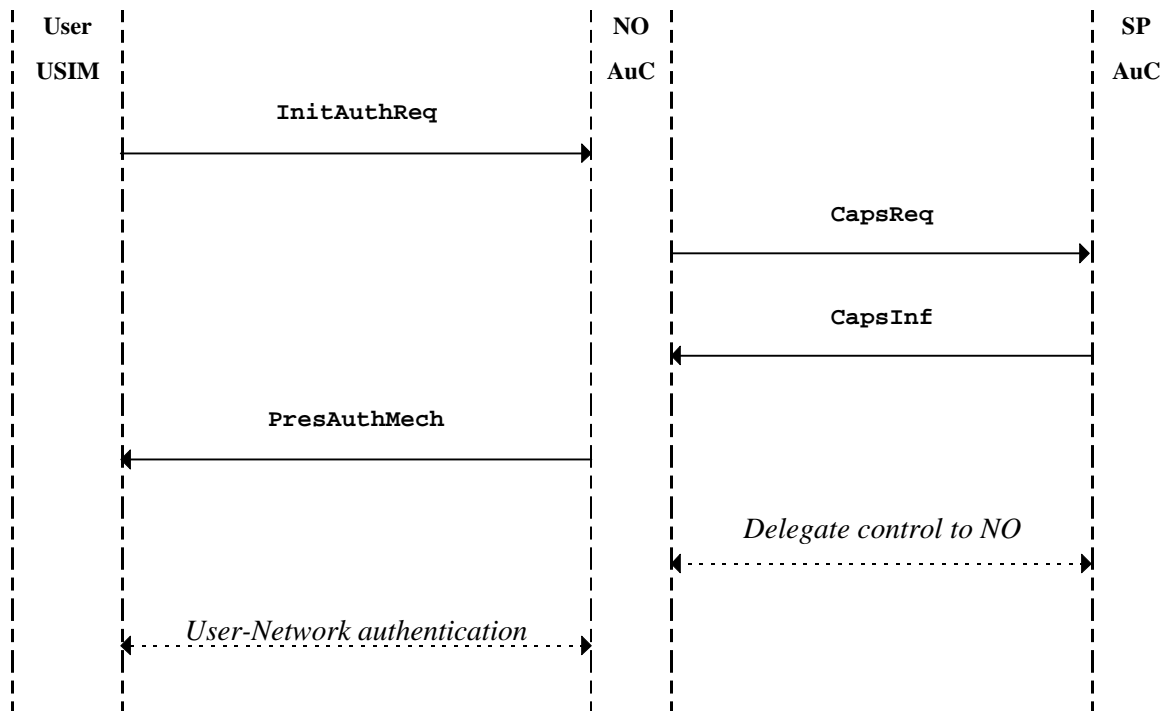 User NO SP
USIM AuC AuC
InitAuthReq
CapsReq
CapsInf
PresAuthMech
Delegate control to NO
User-Network authentication